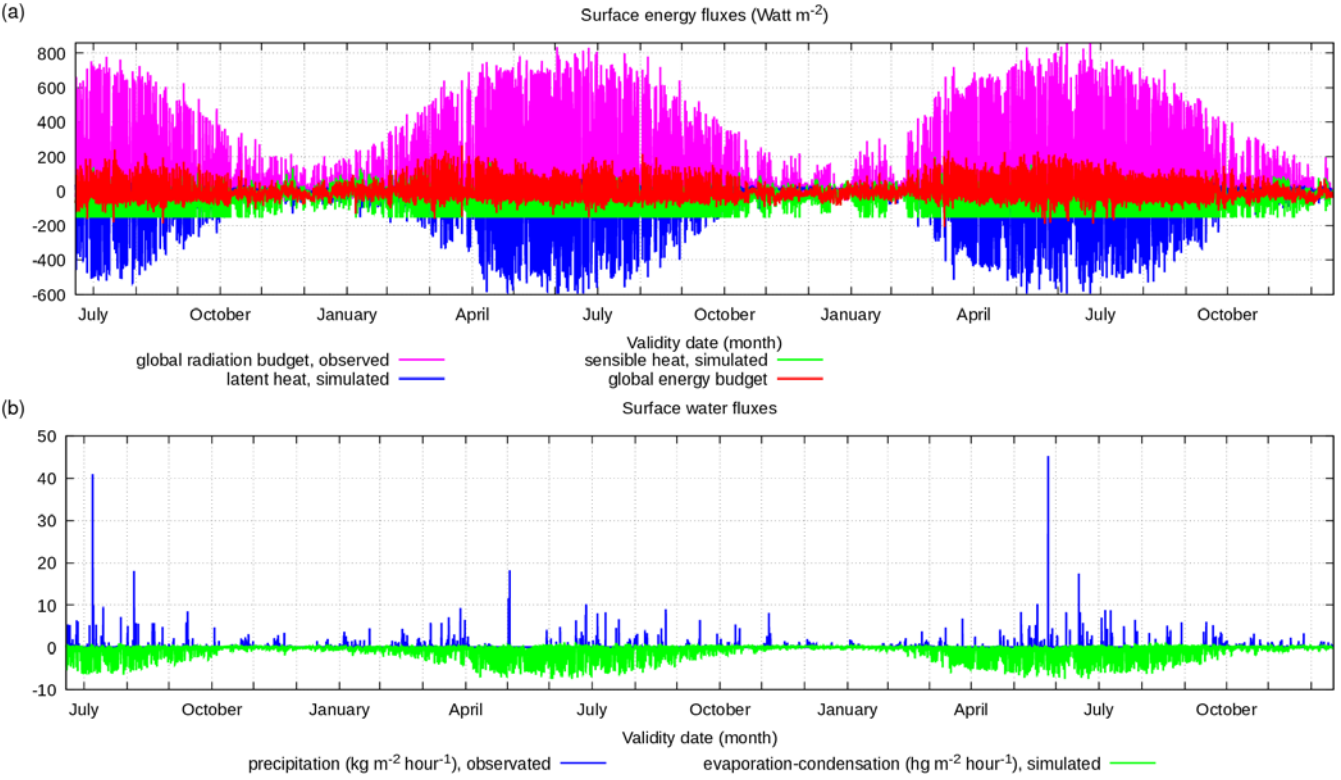 (a)
Surface energy fluxes (Watt m-2)
800
600
400
200
0
-200
-400
-600
July October January April July October January April July October
Validity date (month)
global radiation budget, observed sensible heat, simulated
latent heat, simulated global energy budget
(b)
Surface water fluxes
50
40
30
20
10
0
-10
July October January April July October January April July October
Validity date (month)
precipitation (kg m-2 hour-1), observated evaporation-condensation (hg m-2 hour-1), simulated